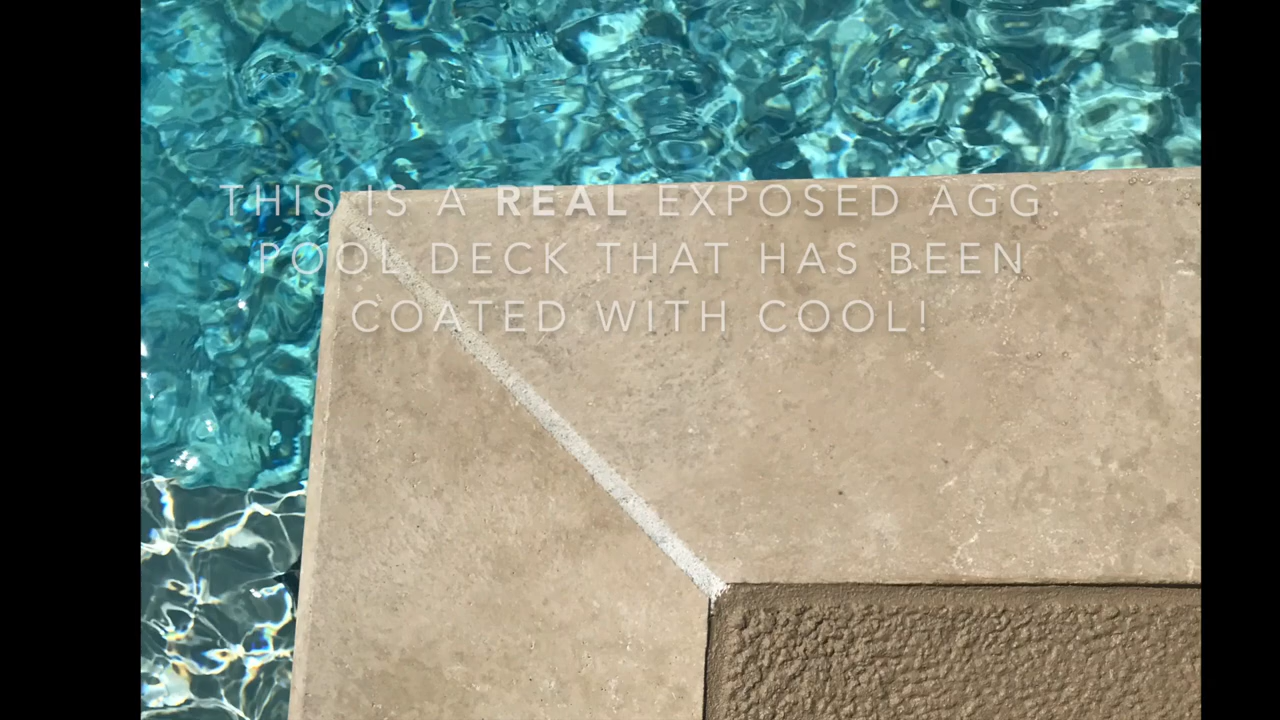 THIS IS A REAL EXPOSED AGG.
POOL DECK THAT HAS BEEN
COATED WITH COOL!